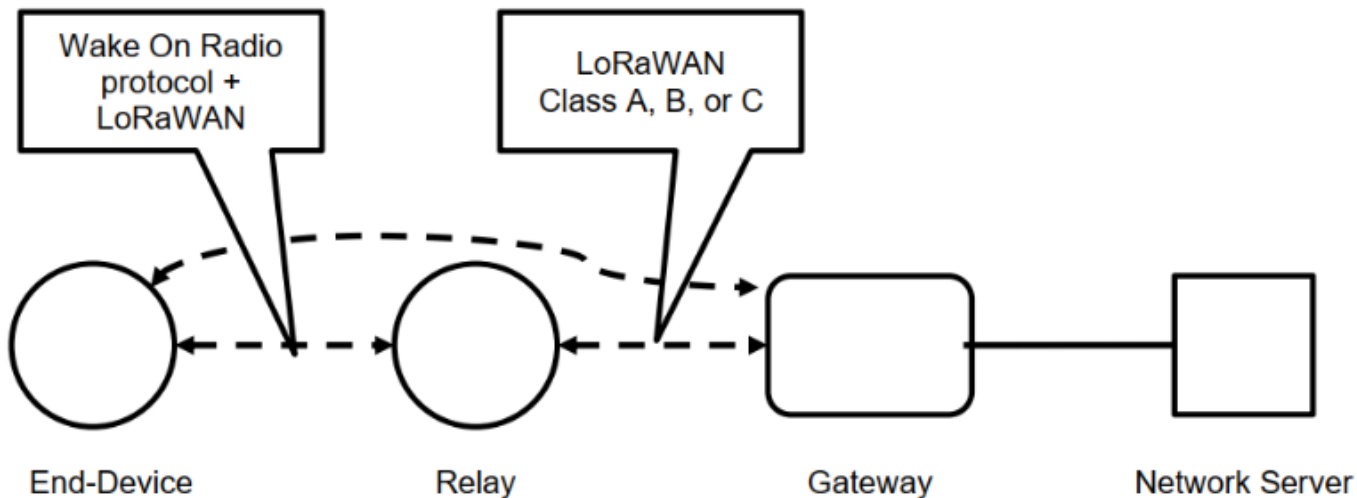 Wake On Radio
protocol +
LoRaWAN
LoRaWAN
Class A, B, or C
End-Device
Relay
Gateway
Network Server